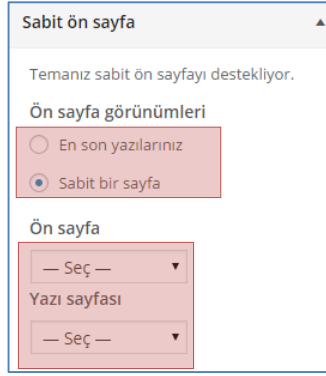 Sabit ön sayfa
Temanız sabit ön sayfayı destekliyor.
Ön sayfa görünümleri
En son yazılarınız
Sabit bir sayfa
Ön sayfa
— Seç —
Yazı sayfası
— Seç —